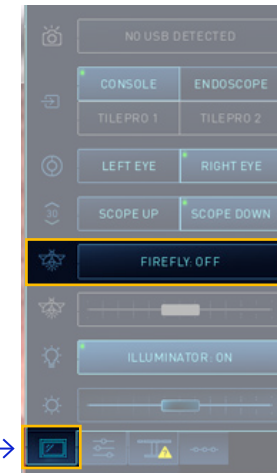 NO USB DETECTED
CONSOLE ENDOSCOPE
TILEPRO 1 TILEPRO 2
LEFT EYE RIGHT EYE
30 SCOPE UP SCOPE DOWN
FIREFLY: OFF
ILLUMINATOR: ON
?